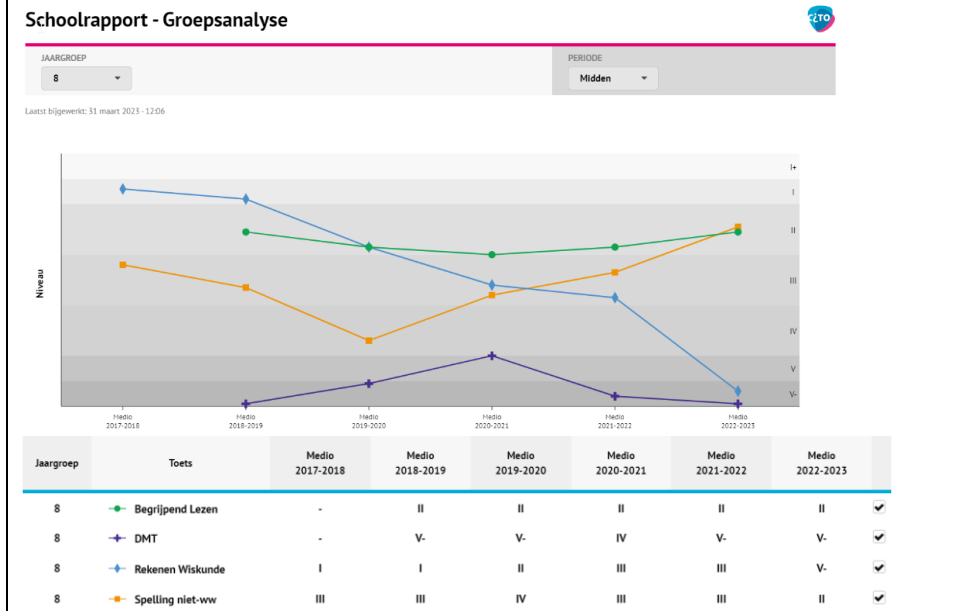 Schoolrapport - Groepsanalyse
cito
JAARGROEP
8
PERIODE
Midden
Laatst bijgewerkt: 31 maart 2023 - 12:06
Niveau
I+
I
II
III
IV
V
V-
Medio 2017-2018
Medio 2018-2019
Medio 2019-2020
Medio 2020-2021
Medio 2021-2022
Medio 2022-2023
Jaargroep Toets Medio 2017-2018 Medio 2018-2019 Medio 2019-2020 Medio 2020-2021 Medio 2021-2022 Medio 2022-2023
8 Begrijpend Lezen - II II II II II
8 DMT - V- V- IV V- V-
8 Rekenen Wiskunde I I II III III V-
8 Spelling niet-ww III III IV III III II